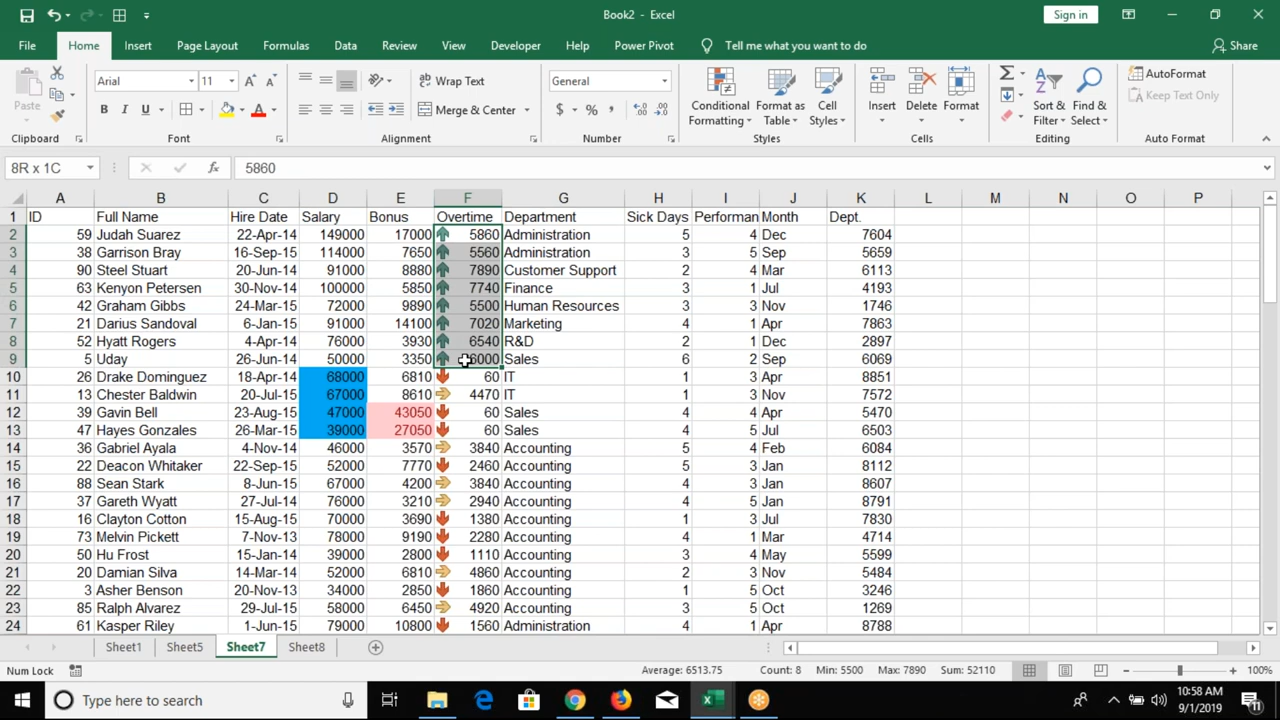 Book2 - Excel
Sign in
File Home Insert Page Layout Formulas Data Review View Developer Help Power Pivot Tell me what you want to do Share
Paste
Arial 11
Wrap Text
General
Conditional Formatting
Format as Table
Cell Styles
Insert
Delete
Format
Sort & Filter
Find & Select
AutoFormat
B I U
Merge & Center
$ % ,
Keep Text Only
Clipboard Font Alignment Number Styles Cells Editing Auto Format
8R x 1C fx 5860
A B C D E F G H I J K L M N O P
1 ID Full Name Hire Date Salary Bonus Overtime Department Sick Days Performan Month Dept.
2 59 Judah Suarez 22-Apr-14 149000 17000 5860 Administration 5 4 Dec 7604
3 38 Garrison Bray 16-Sep-15 114000 7650 5560 Administration 3 5 Sep 5659
4 90 Steel Stuart 20-Jun-14 91000 8880 7890 Customer Support 2 4 Mar 6113
5 63 Kenyon Petersen 30-Nov-14 100000 5850 7740 Finance 3 1 Jul 4193
6 42 Graham Gibbs 24-Mar-15 72000 9890 5500 Human Resources 3 3 Nov 1746
7 21 Darius Sandoval 6-Jan-15 91000 14100 7020 Marketing 4 1 Apr 7863
8 52 Hyatt Rogers 4-Apr-14 76000 3930 6540 R&D 2 1 Dec 2897
9 5 Uday 26-Jun-14 50000 3350 6000 Sales 6 2 Sep 6069
10 26 Drake Dominguez 18-Apr-14 68000 6810 60 IT 1 3 Apr 8851
11 13 Chester Baldwin 20-Jul-15 67000 8610 4470 IT 1 3 Nov 7572
12 39 Gavin Bell 23-Aug-15 47000 43050 60 Sales 4 4 Apr 5470
13 47 Hayes Gonzales 26-Mar-15 39000 27050 60 Sales 4 5 Jul 6503
14 36 Gabriel Ayala 4-Nov-14 46000 3570 3840 Accounting 5 4 Feb 6084
15 22 Deacon Whitaker 22-Sep-15 52000 7770 2460 Accounting 5 3 Jan 8112
16 88 Sean Stark 8-Jun-15 67000 4200 3840 Accounting 4 3 Jan 8607
17 37 Gareth Wyatt 27-Jul-14 76000 3210 2940 Accounting 4 5 Jan 8791
18 16 Clayton Cotton 15-Aug-15 70000 3690 1380 Accounting 1 3 Jul 7830
19 73 Melvin Pickett 7-Nov-13 78000 9190 2280 Accounting 4 1 Mar 4714
20 50 Hu Frost 15-Jan-14 39000 2800 1110 Accounting 3 4 May 5599
21 20 Damian Silva 14-Mar-14 52000 6810 4860 Accounting 2 3 Nov 5484
22 3 Asher Benson 20-Nov-13 34000 2850 1860 Accounting 1 5 Oct 3246
23 85 Ralph Alvarez 29-Jul-15 58000 6450 4920 Accounting 3 5 Oct 1269
24 61 Kasper Riley 1-Jun-15 79000 10800 1560 Administration 4 1 Apr 8788
Sheet1 Sheet5 Sheet7 Sheet8
Num Lock Average: 6513.75 Count: 8 Min: 5500 Max: 7890 Sum: 52110 100%
Type here to search
10:58 AM
9/1/2019